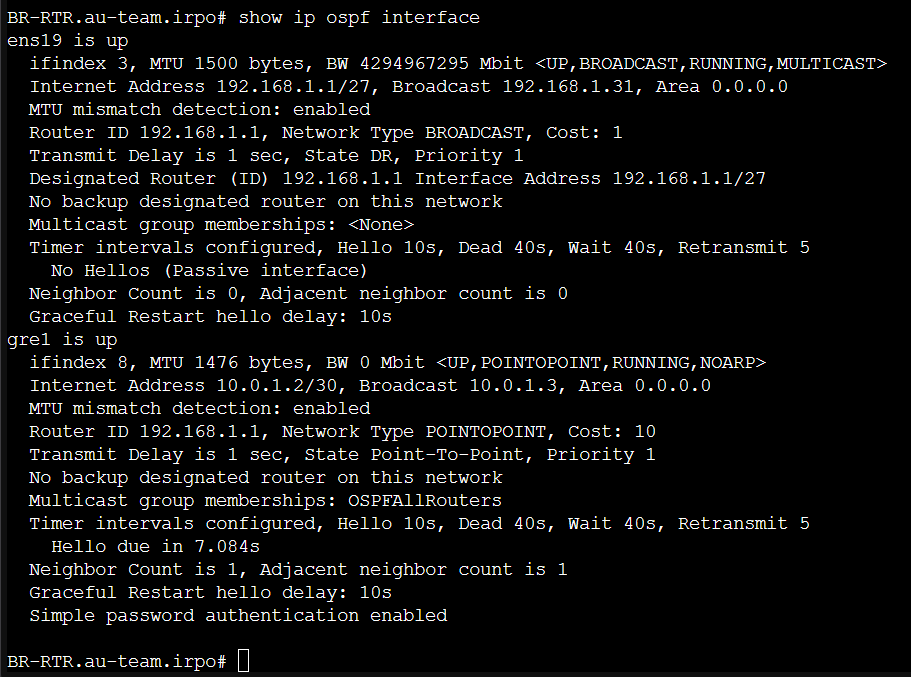 BR-RTR.au-team.irpo# show ip ospf interface
ens19 is up
  ifindex 3, MTU 1500 bytes, BW 4294967295 Mbit <UP,BROADCAST,RUNNING,MULTICAST>
  Internet Address 192.168.1.1/27, Broadcast 192.168.1.31, Area 0.0.0.0
  MTU mismatch detection: enabled
  Router ID 192.168.1.1, Network Type BROADCAST, Cost: 1
  Transmit Delay is 1 sec, State DR, Priority 1
  Designated Router (ID) 192.168.1.1 Interface Address 192.168.1.1/27
  No backup designated router on this network
  Multicast group memberships: <None>
  Timer intervals configured, Hello 10s, Dead 40s, Wait 40s, Retransmit 5
    No Hellos (Passive interface)
  Neighbor Count is 0, Adjacent neighbor count is 0
  Graceful Restart hello delay: 10s
gre1 is up
  ifindex 8, MTU 1476 bytes, BW 0 Mbit <UP,POINTOPOINT,RUNNING,NOARP>
  Internet Address 10.0.1.2/30, Broadcast 10.0.1.3, Area 0.0.0.0
  MTU mismatch detection: enabled
  Router ID 192.168.1.1, Network Type POINTOPOINT, Cost: 10
  Transmit Delay is 1 sec, State Point-To-Point, Priority 1
  No backup designated router on this network
  Multicast group memberships: OSPFAllRouters
  Timer intervals configured, Hello 10s, Dead 40s, Wait 40s, Retransmit 5
    Hello due in 7.084s
  Neighbor Count is 1, Adjacent neighbor count is 1
  Graceful Restart hello delay: 10s
  Simple password authentication enabled
BR-RTR.au-team.irpo#